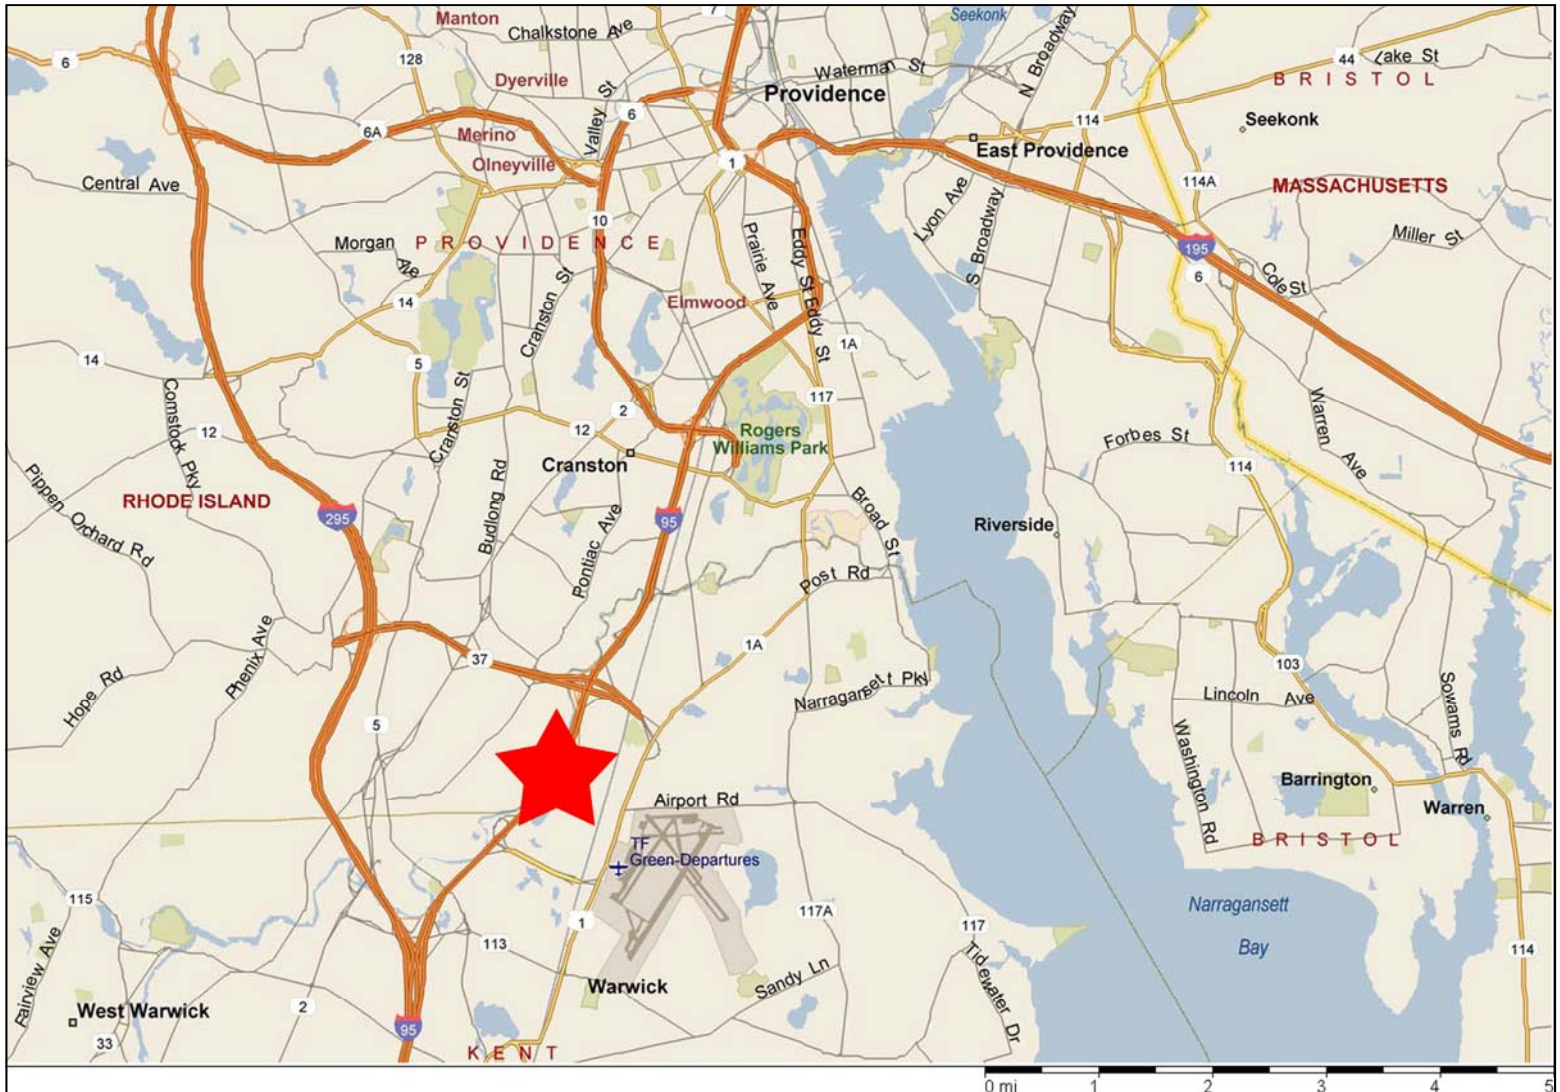 Manton
7
Seekonk
Chalkstone Ave
N Broadway
6
128
44
Lake St
Waterman St
BRISTOL
Dyerville
Providence
Valley St
6
114
Seekonk
6A
Merino
East Providence
Olneyville
1
Central Ave
114A
MASSACHUSETTS
Lyon Ave
10
S Broadway
Morgan Ave
PROVIDENCE
Prairie Ave
Eddy St
Miller St
195
6
Cole St
Cranston St
14
Elmwood
Eddy St
1A
14
5
Comstock Pky
Cranston St
2
117
Warren Ave
12
12
Rogers
Williams Park
Forbes St
Cranston
114
Pippen Orchard Rd
RHODE ISLAND
Budlong Rd
295
Pontiac Ave
95
Broad St
Riverside
Post Rd
Phenix Ave
37
1A
103
Hope Rd
Narragansett Pky
Lincoln Ave
Sowams Rd
5
Washington Rd
Barrington
Airport Rd
Warren
TF
Green-Departures
BRISTOL
115
117A
Narragansett
Bay
1
117
113
114
Fairview Ave
Sandy Ln
Tidewater Dr
Warwick
West Warwick
2
95
33
KENT
0 mi 1 2 3 4 5